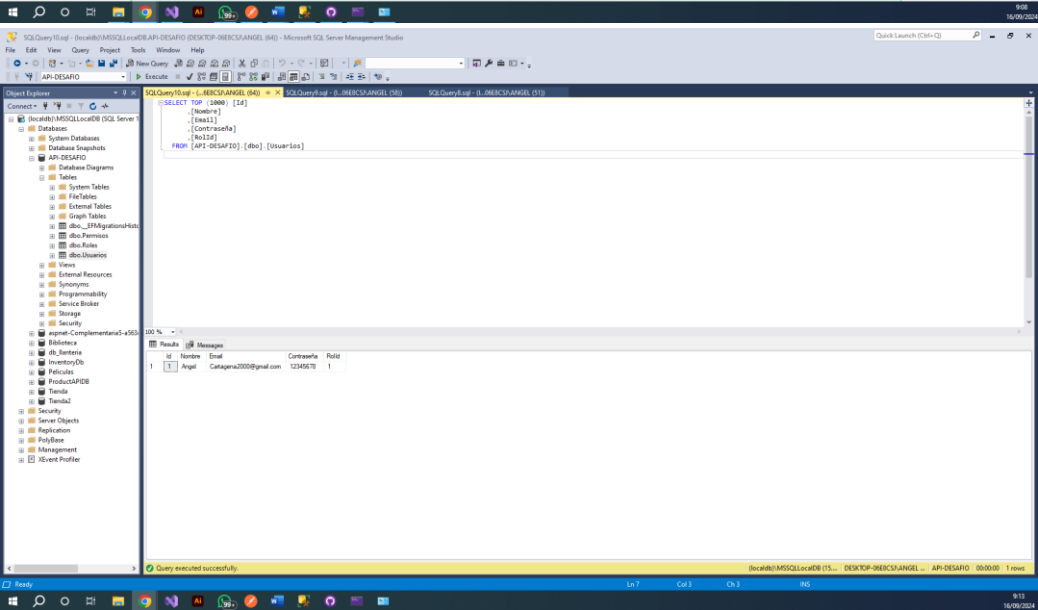 9:08
16/09/2024
SQLQuery10.sql - (localdb)\MSSQLLocalDB.API-DESAFIO (DESKTOP-06E8CSI\ANGEL (64)) - Microsoft SQL Server Management Studio
Quick Launch (Ctrl+Q)
File Edit View Query Project Tools Window Help
New Query
API-DESAFIO Execute
Object Explorer
Connect
(localdb)\MSSQLLocalDB (SQL Server 1
Databases
System Databases
Database Snapshots
API-DESAFIO
Database Diagrams
Tables
System Tables
FileTables
External Tables
Graph Tables
dbo.__EFMigrationsHisto
dbo.Permisos
dbo.Roles
dbo.Usuarios
Views
External Resources
Synonyms
Programmability
Service Broker
Storage
Security
aspnet-Complementaria5-a563
Biblioteca
db_llanteria
InventoryDb
Peliculas
ProductAPIDB
Tienda
Tienda2
Security
Server Objects
Replication
PolyBase
Management
XEvent Profiler
SQLQuery10.sql - (...6E8CSI\ANGEL (64)) SQLQuery9.sql - (l...06E8CSI\ANGEL (58)) SQLQuery8.sql - (l...06E8CSI\ANGEL (51))
SELECT TOP (1000) [Id]
,[Nombre]
,[Email]
,[Contraseña]
,[RolId]
FROM [API-DESAFIO].[dbo].[Usuarios]
100 %
Results Messages
Id Nombre Email Contraseña RolId
1 1 Angel Cartagena2000@gmail.com 12345678 1
Query executed successfully. (localdb)\MSSQLLocalDB (15.... DESKTOP-06E8CSI\ANGEL ... API-DESAFIO 00:00:00 1 rows
Ready Ln 7 Col 3 Ch 3 INS
9:13
16/09/2024